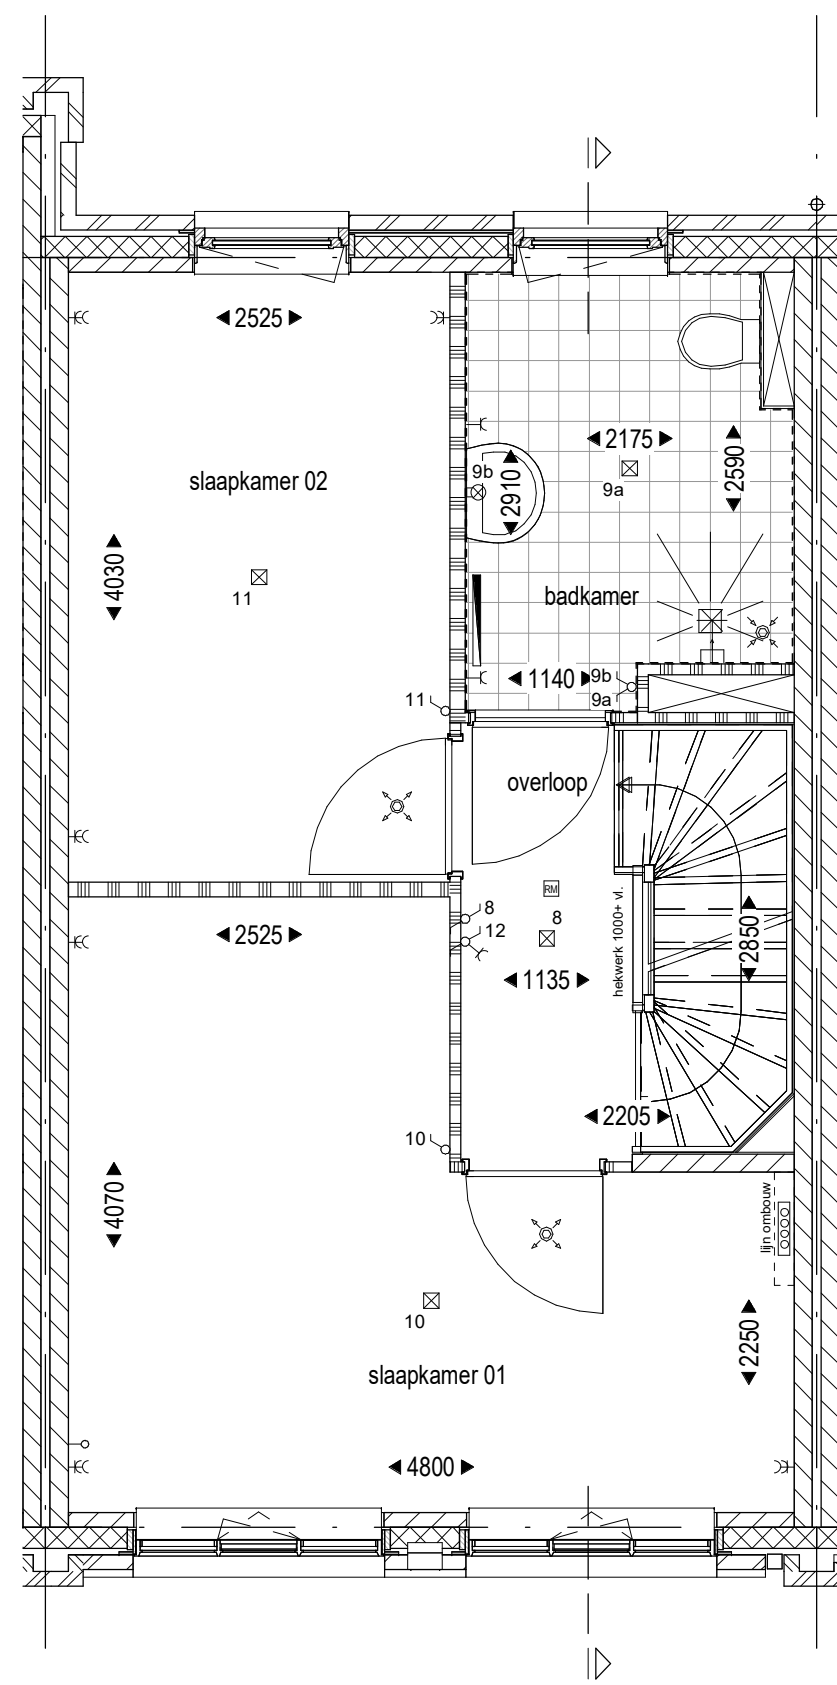 2525
slaapkamer 02
4030
11
11
2175
2590
9b
2910
9a
badkamer
1140
9b
9a
overloop
RM
8
hekwerk 1000+ vl.
2850
8
12
2525
1135
2205
10
4070
lijn ombouw
10
2250
slaapkamer 01
4800